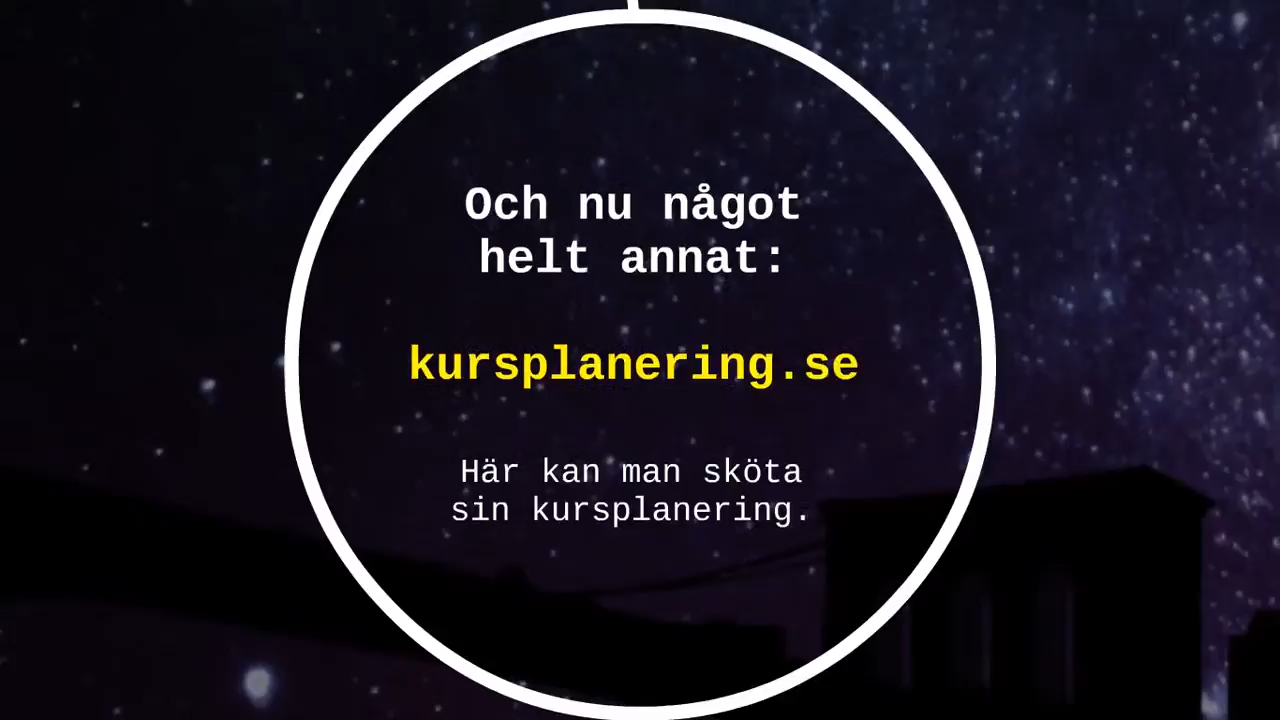 Och nu något
helt annat:
kursplanering.se
Här kan man sköta
sin kursplanering.